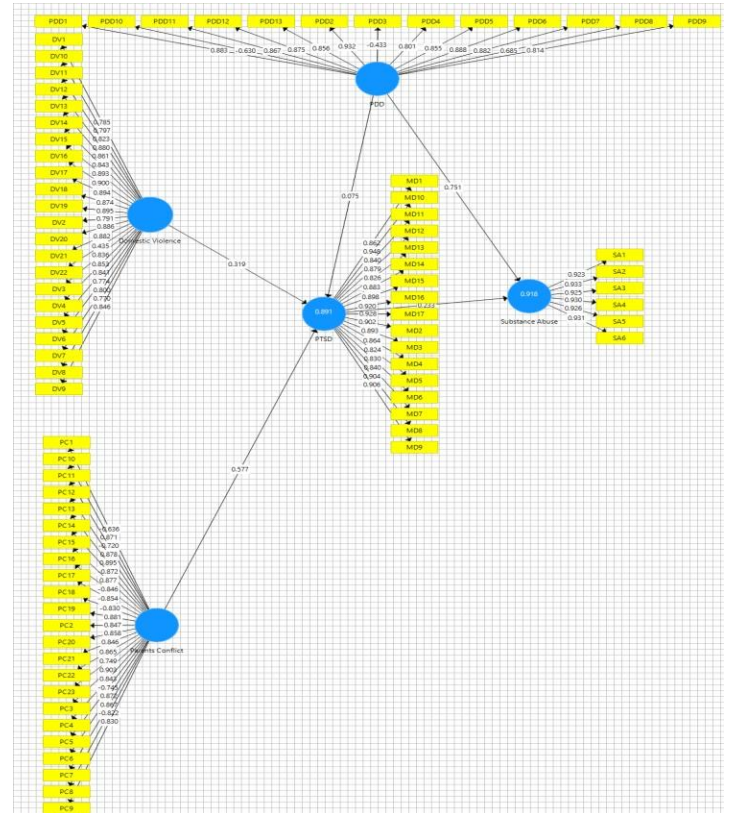 PDD1 PDD10 PDD11 PDD12 PDD13 PDD2 PDD3 PDD4 PDD5 PDD6 PDD7 PDD8 PDD9
0.883 -0.630 0.867 0.875 0.856 0.932 -0.433 0.801 0.855 0.888 0.882 0.685 0.814
PDD
DV1
DV10
DV11
DV12
DV13
DV14
DV15
DV16
DV17
DV18
DV19
DV2
DV20
DV21
DV22
DV3
DV4
DV5
DV6
DV7
DV8
DV9
0.785
0.797
0.823
0.880
0.861
0.843
0.893
0.900
0.894
0.874
0.895
0.791
0.886
0.882
0.435
0.836
0.853
0.841
0.774
0.800
0.770
0.846
Domestic Violence
0.319
0.075
0.751
MD1
MD10
MD11
MD12
MD13
MD14
MD15
MD16
MD17
MD2
MD3
MD4
MD5
MD6
MD7
MD8
MD9
0.862
0.948
0.840
0.879
0.826
0.883
0.898
0.920
0.928
0.902
0.893
0.864
0.824
0.830
0.840
0.904
0.906
0.891
PTSD
0.233
0.918
Substance Abuse
0.923
0.933
0.925
0.930
0.926
0.931
SA1
SA2
SA3
SA4
SA5
SA6
0.577
PC1
PC10
PC11
PC12
PC13
PC14
PC15
PC16
PC17
PC18
PC19
PC2
PC20
PC21
PC22
PC23
PC3
PC4
PC5
PC6
PC7
PC8
PC9
-0.636
0.871
-0.720
0.878
0.895
-0.872
0.877
-0.846
-0.854
-0.830
0.881
0.847
0.858
0.846
0.865
0.749
0.903
0.843
-0.745
0.872
0.867
-0.822
0.830
Parents Conflict